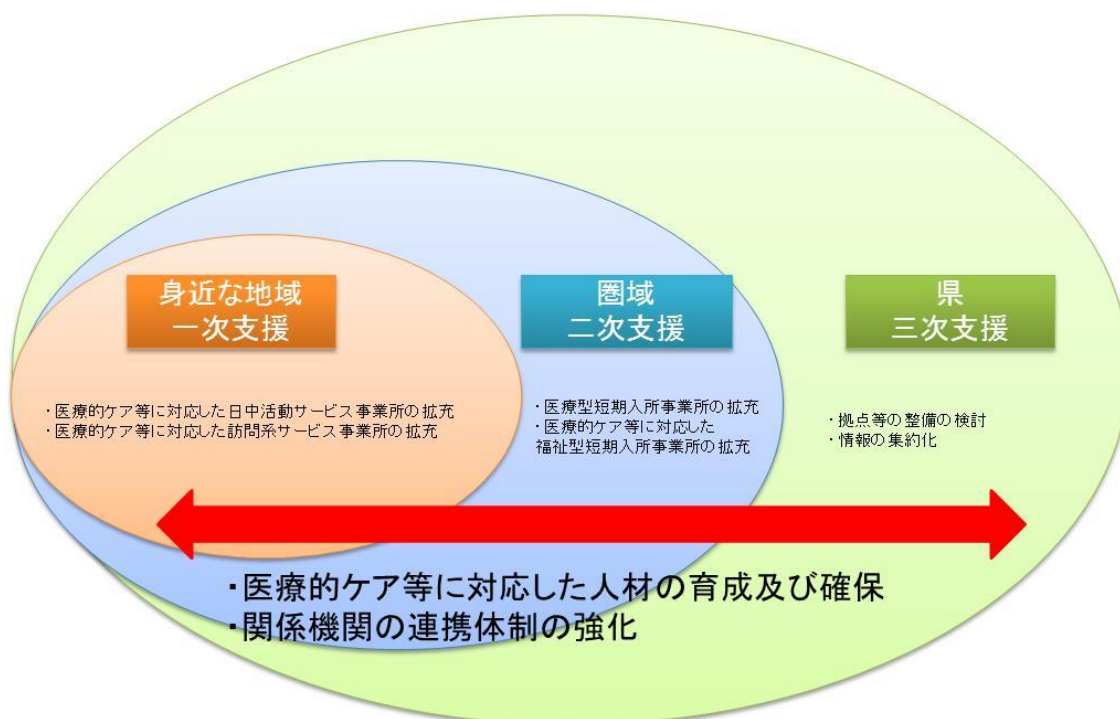 身近な地域
一次支援
・医療的ケア等に対応した日中活動サービス事業所の拡充
・医療的ケア等に対応した訪問系サービス事業所の拡充
圏域
二次支援
・医療型短期入所事業所の拡充
・医療的ケア等に対応した
福祉型短期入所事業所の拡充
県
三次支援
・拠点等の整備の検討
・情報の集約化
・医療的ケア等に対応した人材の育成及び確保
・関係機関の連携体制の強化